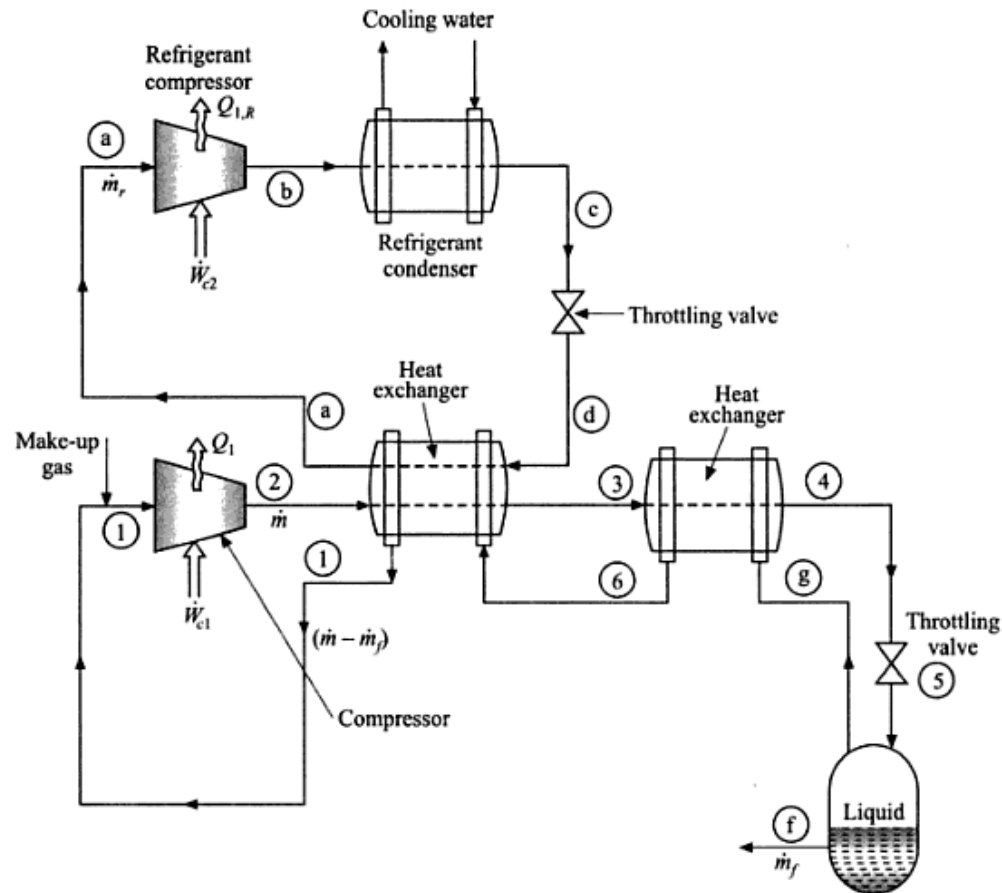 Cooling water
Refrigerant
compressor
Q1,R
a
ṁr
b
Ẇc2
c
Refrigerant
condenser
Throttling valve
Heat
exchanger
a
d
Heat
exchanger
Make-up
gas
Q1
2
3
4
1
ṁ
1
6
g
Ẇc1
(ṁ − ṁf)
Throttling
valve
5
Compressor
Liquid
f
ṁf